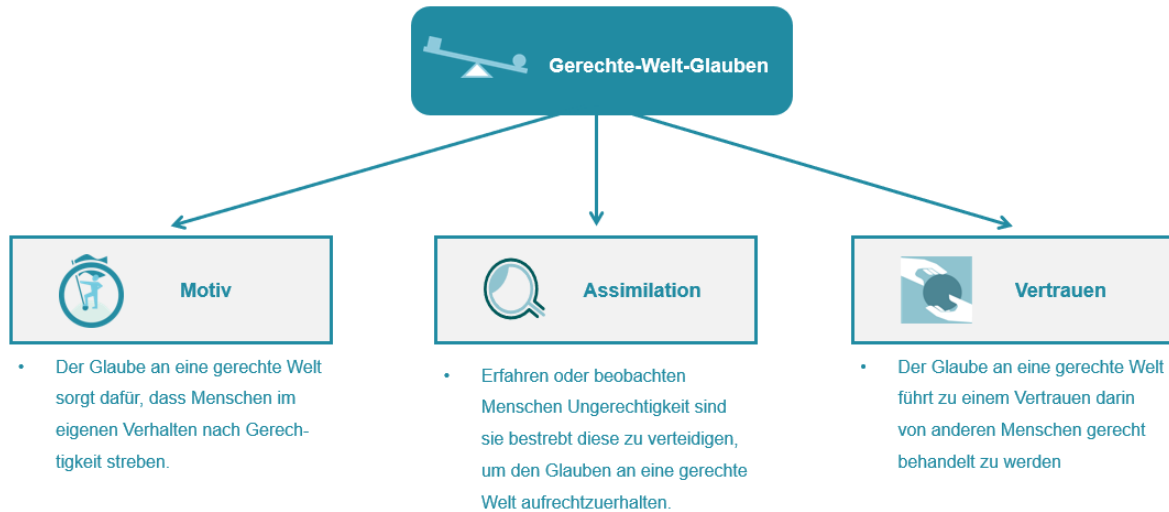 Gerechte-Welt-Glauben
Motiv
Der Glaube an eine gerechte Welt
sorgt dafür, dass Menschen im
eigenen Verhalten nach Gerech-
tigkeit streben.
Assimilation
Erfahren oder beobachten
Menschen Ungerechtigkeit sind
sie bestrebt diese zu verteidigen,
um den Glauben an eine gerechte
Welt aufrechtzuerhalten.
Vertrauen
Der Glaube an eine gerechte Welt
führt zu einem Vertrauen darin
von anderen Menschen gerecht
behandelt zu werden